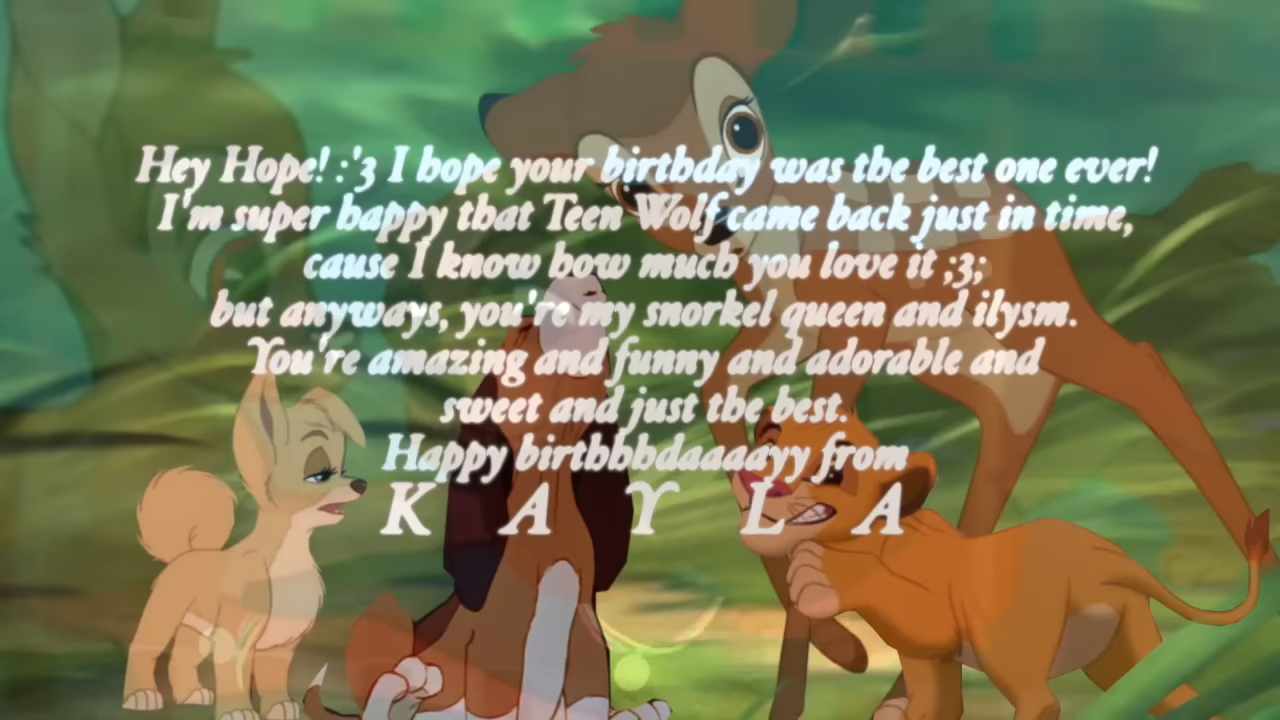 Hey Hope! :'3 I hope your birthday was the best one ever!
I'm super happy that Teen Wolf came back just in time,
cause I know how much you love it ;3;
but anyways, you're my snorkel queen and ilysm.
You're amazing and funny and adorable and
sweet and just the best.
Happy birthhhdaaaayy from
K A Y L A